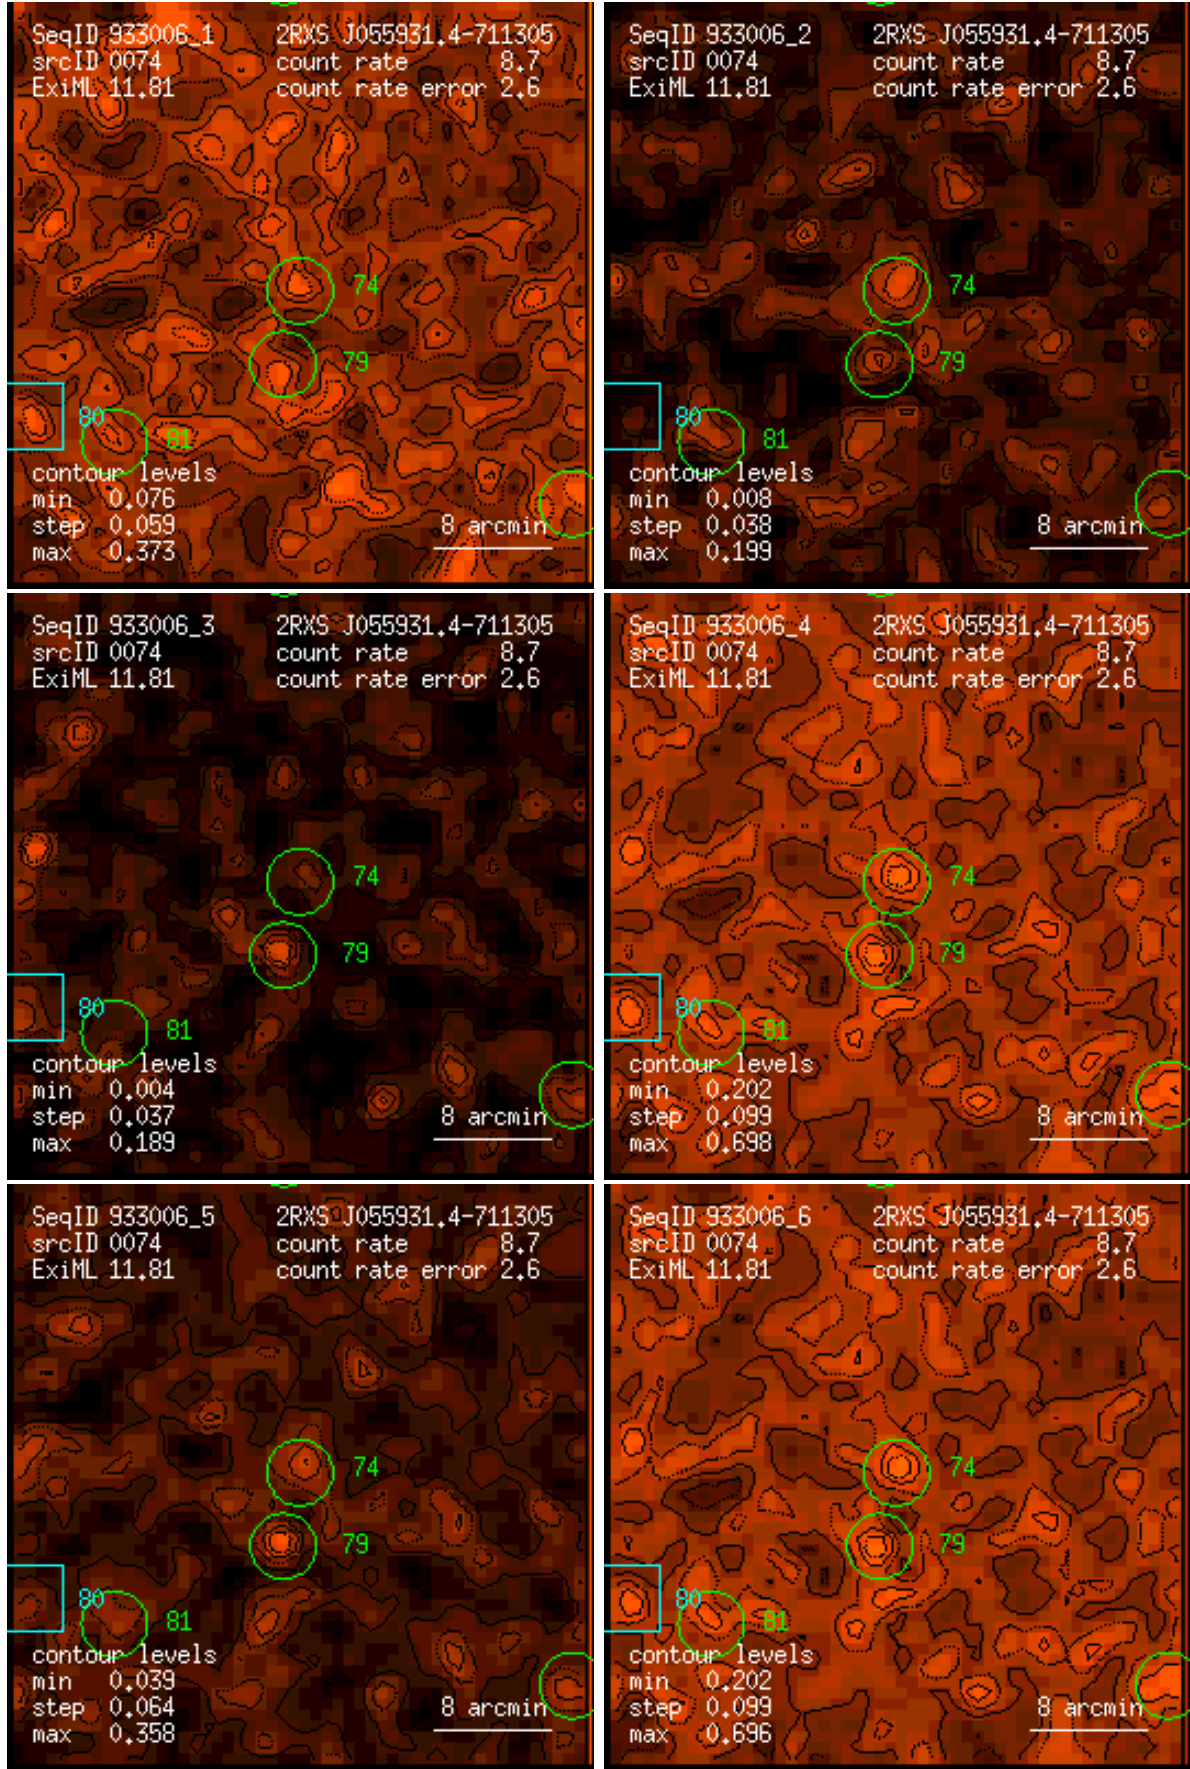 SeqID 933006_1 2RXS J055931.4-711305
srcID 0074 count rate 8.7
ExiML 11.81 count rate error 2.6
74
79
80
81
contour levels
min 0.076
step 0.059 8 arcmin
max 0.373
SeqID 933006_2 2RXS J055931.4-711305
srcID 0074 count rate 8.7
ExiML 11.81 count rate error 2.6
74
79
80
81
contour levels
min 0.008
step 0.038 8 arcmin
max 0.199
SeqID 933006_3 2RXS J055931.4-711305
srcID 0074 count rate 8.7
ExiML 11.81 count rate error 2.6
74
79
80
81
contour levels
min 0.004
step 0.037 8 arcmin
max 0.189
SeqID 933006_4 2RXS J055931.4-711305
srcID 0074 count rate 8.7
ExiML 11.81 count rate error 2.6
74
79
80
81
contour levels
min 0.202
step 0.099 8 arcmin
max 0.698
SeqID 933006_5 2RXS J055931.4-711305
srcID 0074 count rate 8.7
ExiML 11.81 count rate error 2.6
74
79
80
81
contour levels
min 0.039
step 0.064 8 arcmin
max 0.358
SeqID 933006_6 2RXS J055931.4-711305
srcID 0074 count rate 8.7
ExiML 11.81 count rate error 2.6
74
79
80
81
contour levels
min 0.202
step 0.099 8 arcmin
max 0.696